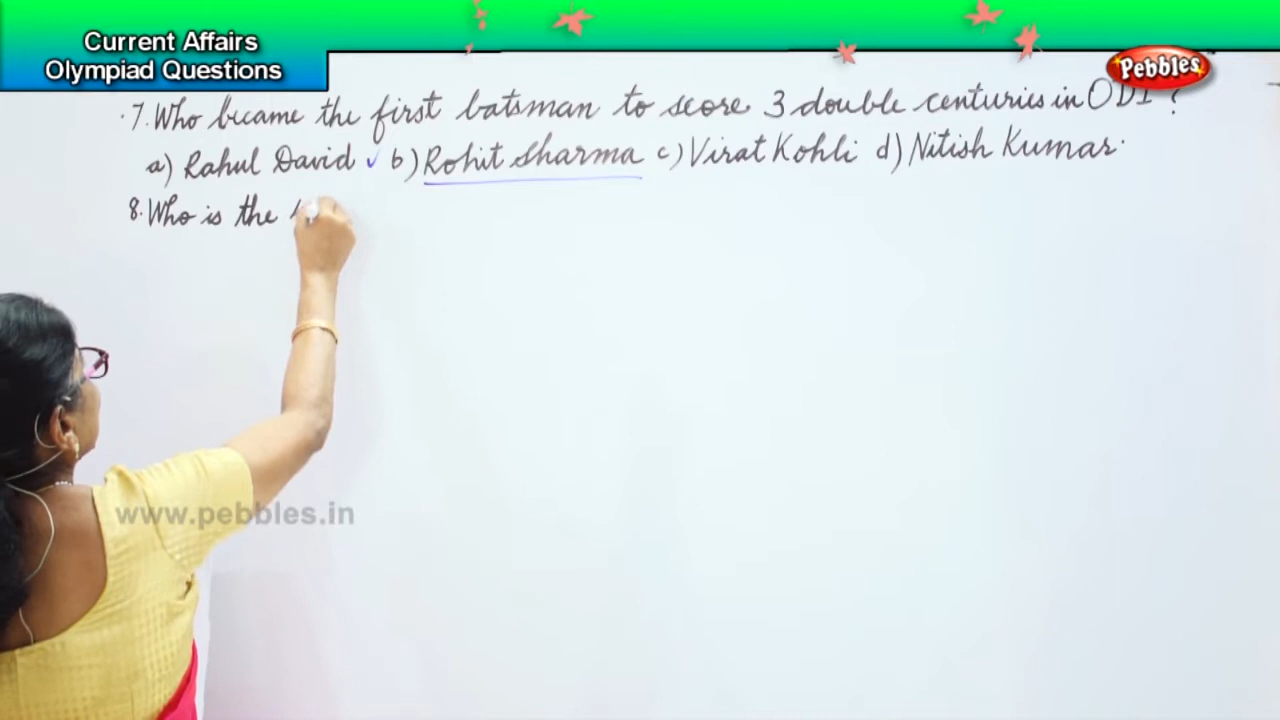 Current Affairs
Olympiad Questions
Pebbles
7. Who became the first batsman to score 3 double centuries in ODI ?
a) Rahul David b) Rohit Sharma c) Virat Kohli d) Nitish Kumar.
8. Who is the
www.pebbles.in